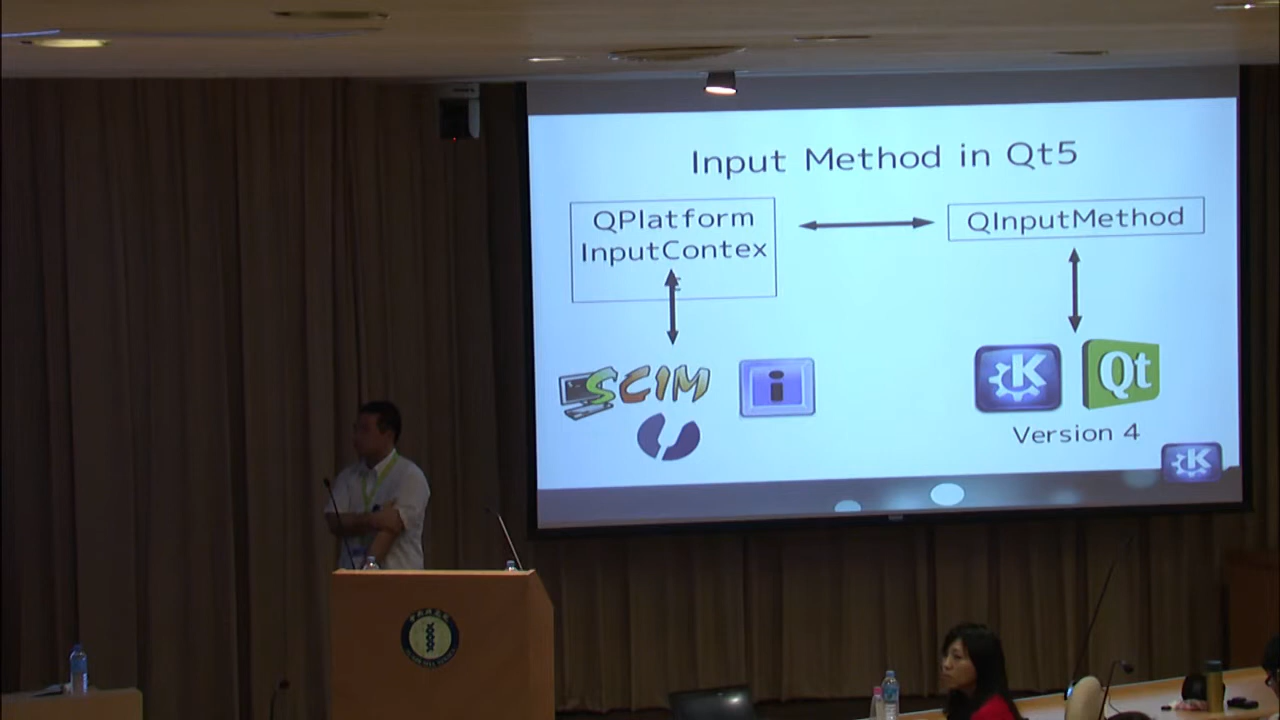 Input Method in Qt5
QPlatform
InputContex
t
QInputMethod
SCIM
i
K
Qt
Version 4
K